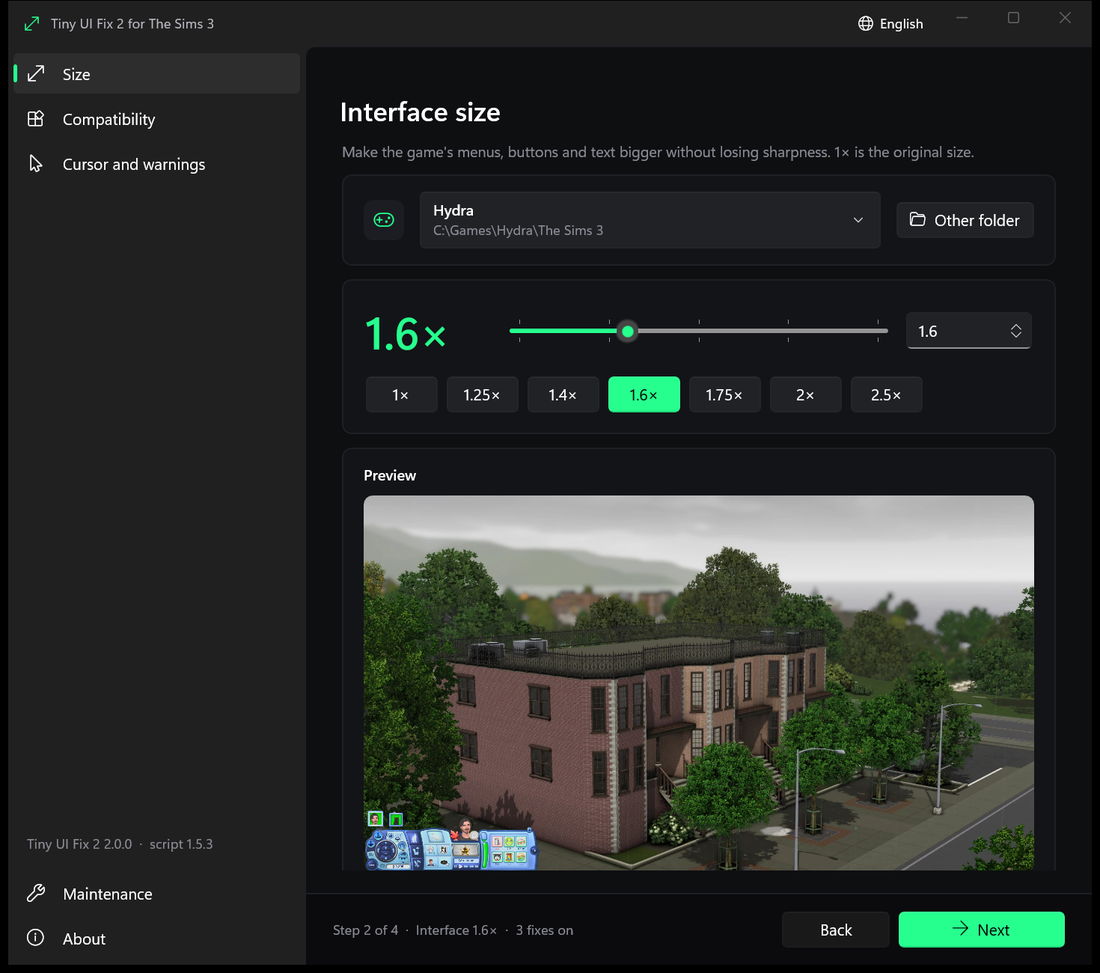 Tiny UI Fix 2 for The Sims 3
English
Size
Compatibility
Cursor and warnings
Interface size
Make the game's menus, buttons and text bigger without losing sharpness. 1× is the original size.
Hydra
C:\Games\Hydra\The Sims 3
Other folder
1.6×
1.6
1×
1.25×
1.4×
1.6×
1.75×
2×
2.5×
Preview
Tiny UI Fix 2 2.0.0 · script 1.5.3
Maintenance
About
Step 2 of 4 · Interface 1.6× · 3 fixes on
Back
Next